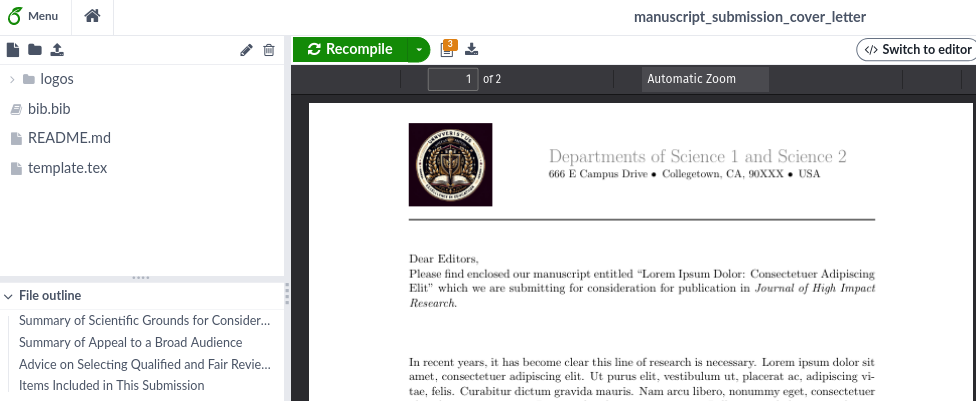 Menu
manuscript_submission_cover_letter
Recompile
3
Switch to editor
logos
bib.bib
README.md
template.tex
1 of 2
Automatic Zoom
Departments of Science 1 and Science 2
666 E Campus Drive • Collegetown, CA, 90XXX • USA
Dear Editors,
Please find enclosed our manuscript entitled “Lorem Ipsum Dolor: Consectetuer Adipiscing
Elit” which we are submitting for consideration for publication in Journal of High Impact
Research.
In recent years, it has become clear this line of research is necessary. Lorem ipsum dolor sit
amet, consectetuer adipiscing elit. Ut purus elit, vestibulum ut, placerat ac, adipiscing vi-
tae, felis. Curabitur dictum gravida mauris. Nam arcu libero, nonummy eget, consectetuer
File outline
Summary of Scientific Grounds for Consider...
Summary of Appeal to a Broad Audience
Advice on Selecting Qualified and Fair Revie...
Items Included in This Submission